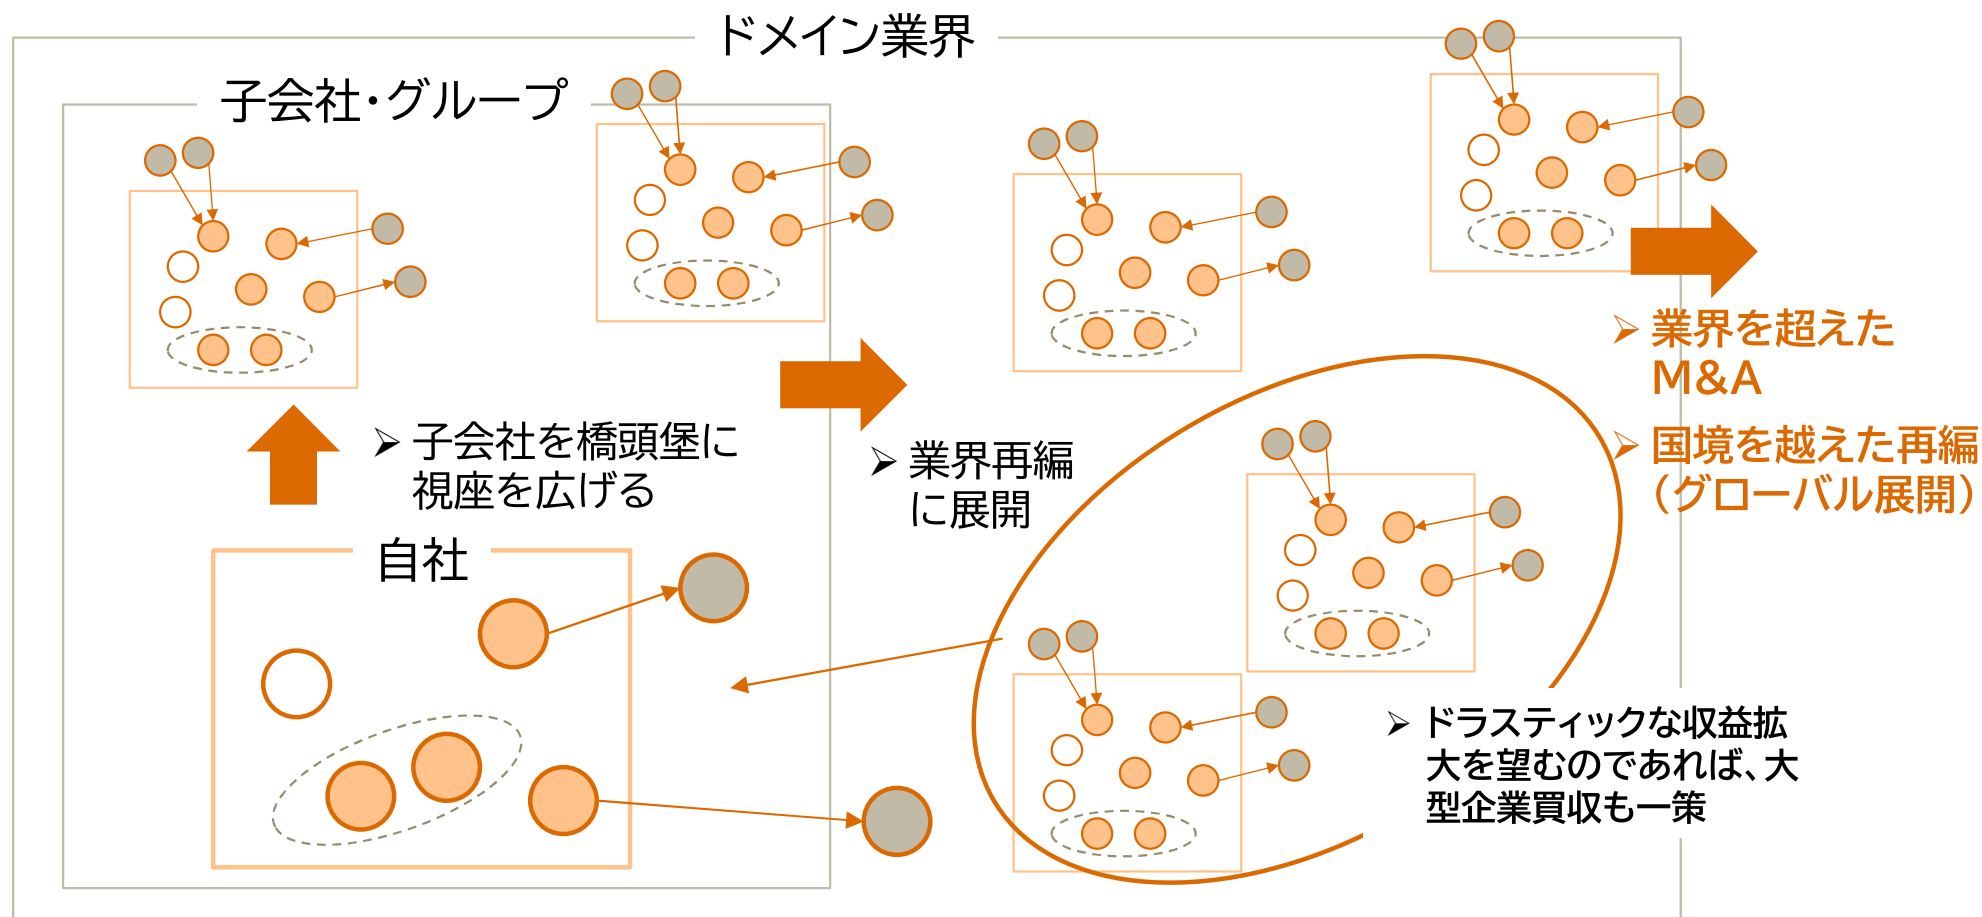 ドメイン業界
子会社・グループ
子会社を橋頭堡に
視座を広げる
業界再編
に展開
業界を超えた
M&A
国境を越えた再編
（グローバル展開）
自社
ドラスティックな収益拡
大を望むのであれば、大
型企業買収も一策